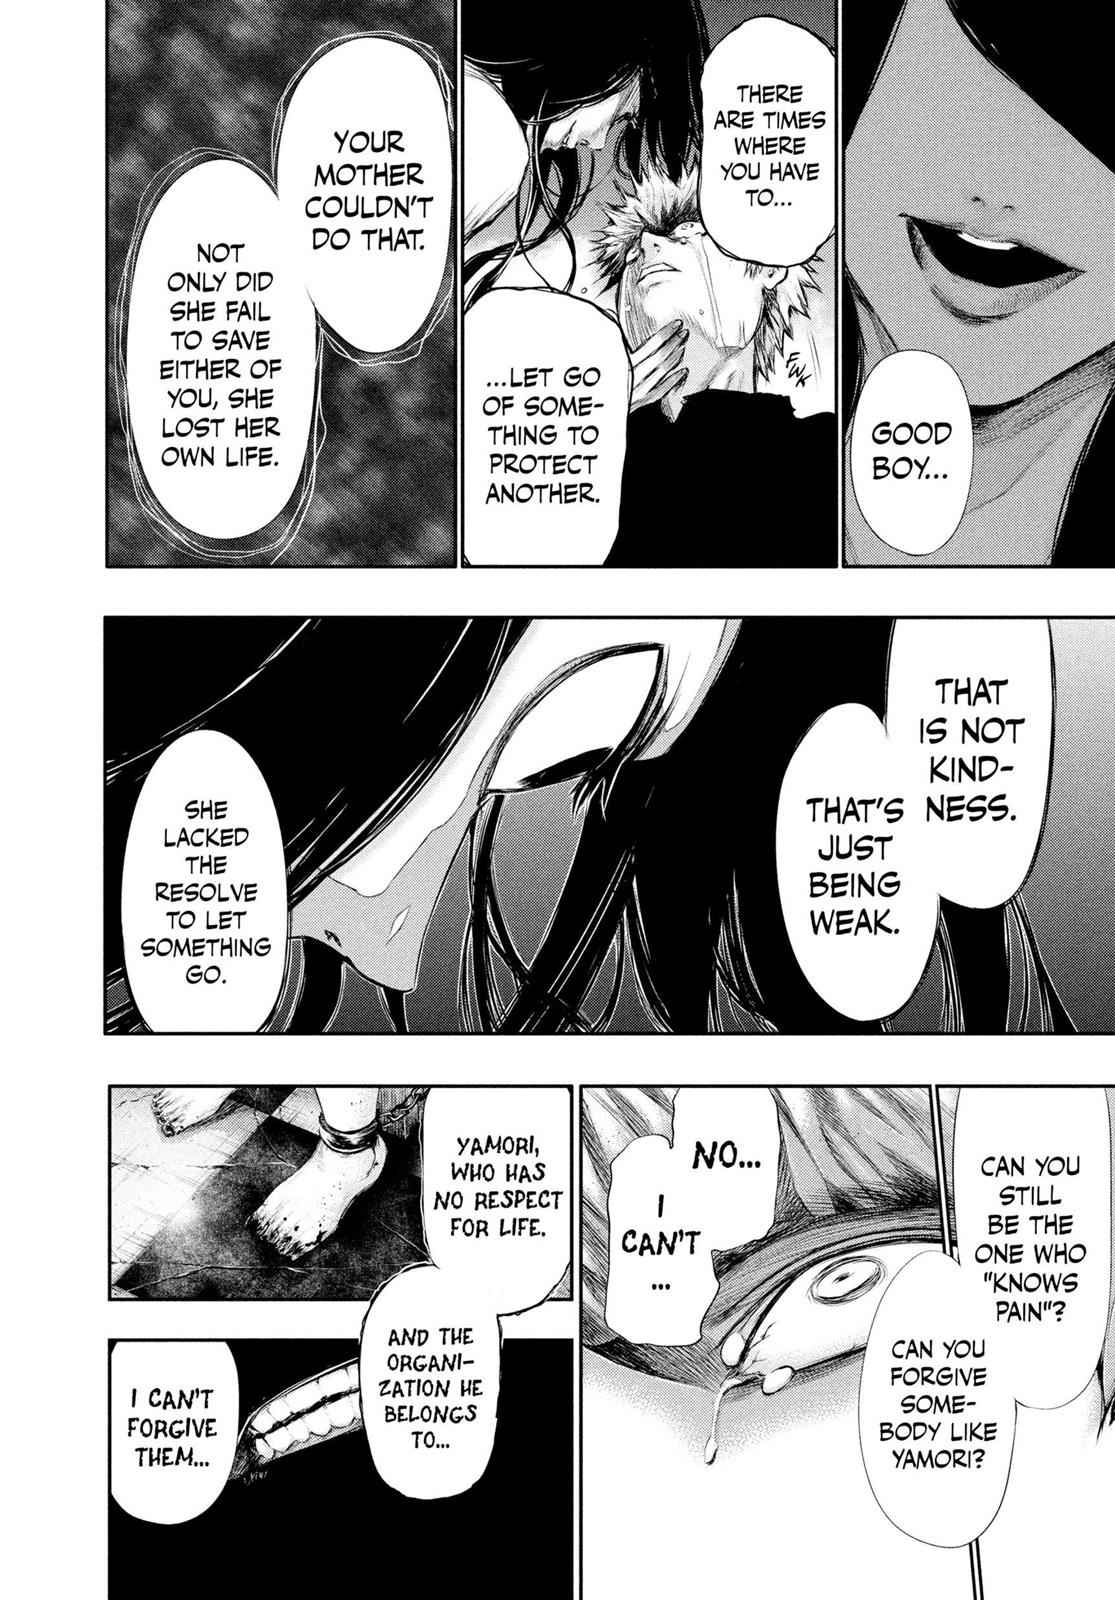 GOOD
BOY...
THERE
ARE TIMES
WHERE
YOU HAVE
TO...
...LET GO
OF SOME-
THING TO
PROTECT
ANOTHER.
YOUR
MOTHER
COULDN'T
DO THAT.
NOT
ONLY DID
SHE FAIL
TO SAVE
EITHER OF
YOU, SHE
LOST HER
OWN LIFE.
THAT
IS NOT
KIND-
NESS.
THAT'S
JUST
BEING
WEAK.
SHE
LACKED
THE
RESOLVE
TO LET
SOMETHING
GO.
CAN YOU
STILL
BE THE
ONE WHO
"KNOWS
PAIN"?
CAN YOU
FORGIVE
SOME-
BODY LIKE
YAMORI?
NO...
I
CAN'T
...
YAMORI,
WHO HAS
NO RESPECT
FOR LIFE.
AND THE
ORGANI-
ZATION HE
BELONGS
TO...
I CAN'T
FORGIVE
THEM...